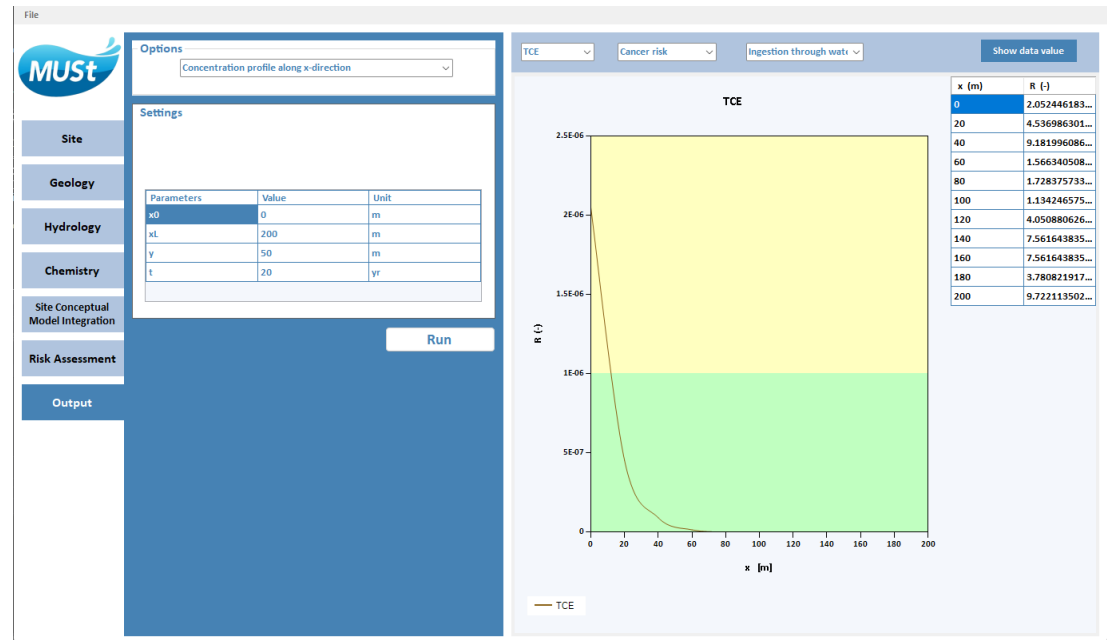 File
MUSt
Site
Geology
Hydrology
Chemistry
Site Conceptual
Model Integration
Risk Assessment
Output
Options
Concentration profile along x-direction
Settings
Parameters Value Unit
x0 0 m
xL 200 m
y 50 m
t 20 yr
Run
TCE Cancer risk Ingestion through wate Show data value
TCE
2.5E-06
2E-06
1.5E-06
1E-06
5E-07
0
R (-)
0 20 40 60 80 100 120 140 160 180 200
x [m]
TCE
x (m) R (-)
0 2.052446183...
20 4.536986301...
40 9.181996086...
60 1.566340508...
80 1.728375733...
100 1.134246575...
120 4.050880626...
140 7.561643835...
160 7.561643835...
180 3.780821917...
200 9.722113502...